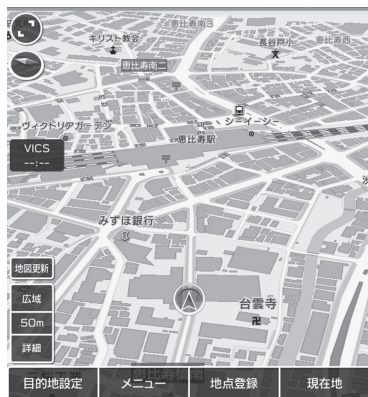 恵比寿南3
キリスト教会
長谷戸小
恵比寿西
恵比寿南二
ヴィクトリアガーデン
シーイーシー
恵比寿駅
VICS
--:--
みずほ銀行
地図更新
広域
50m
詳細
台雲寺
目的地設定
メニュー
地点登録
現在地